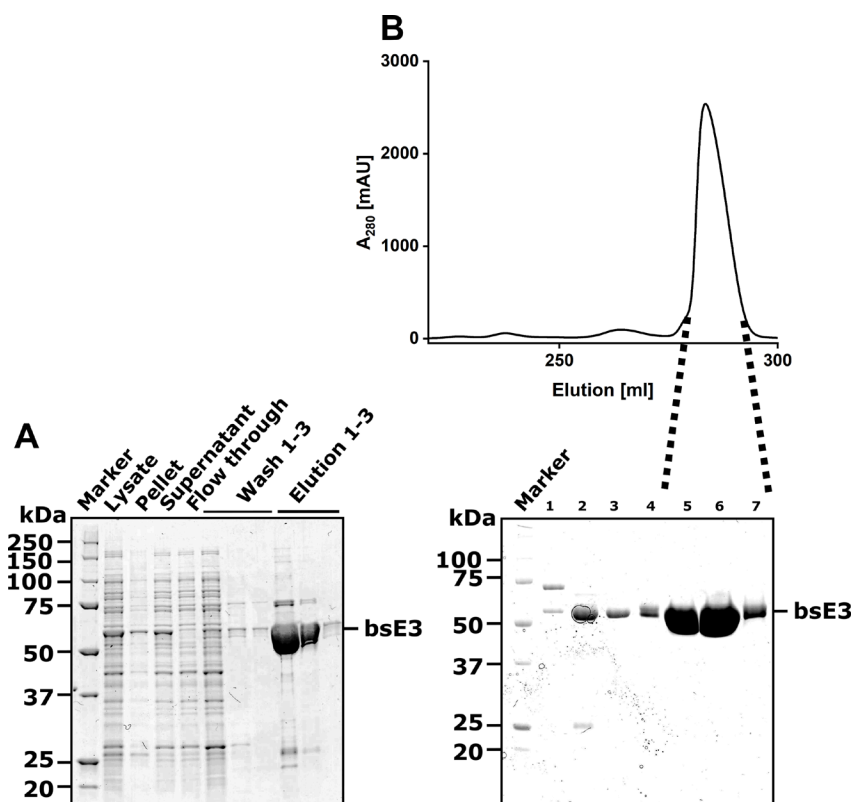 B
3000
2000
1000
0
A280 [mAU]
250
300
Elution [ml]
A
Marker
Lysate
Pellet
Supernatant
Flow through
Wash 1-3
Elution 1-3
kDa
250
150
100
75
50
37
25
20
bsE3
Marker
1 2 3 4 5 6 7
kDa
100
75
50
37
25
20
bsE3